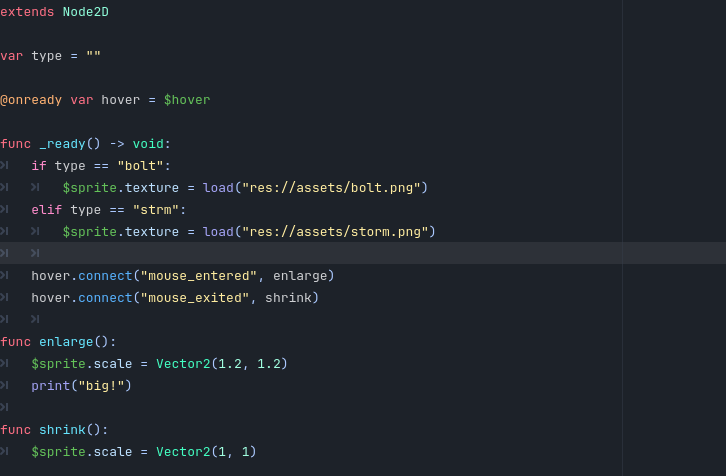 extends Node2D
var type = ""
@onready var hover = $hover
func _ready() -> void:
if type == "bolt":
$sprite.texture = load("res://assets/bolt.png")
elif type == "strm":
$sprite.texture = load("res://assets/storm.png")
hover.connect("mouse_entered", enlarge)
hover.connect("mouse_exited", shrink)
func enlarge():
$sprite.scale = Vector2(1.2, 1.2)
print("big!")
func shrink():
$sprite.scale = Vector2(1, 1)